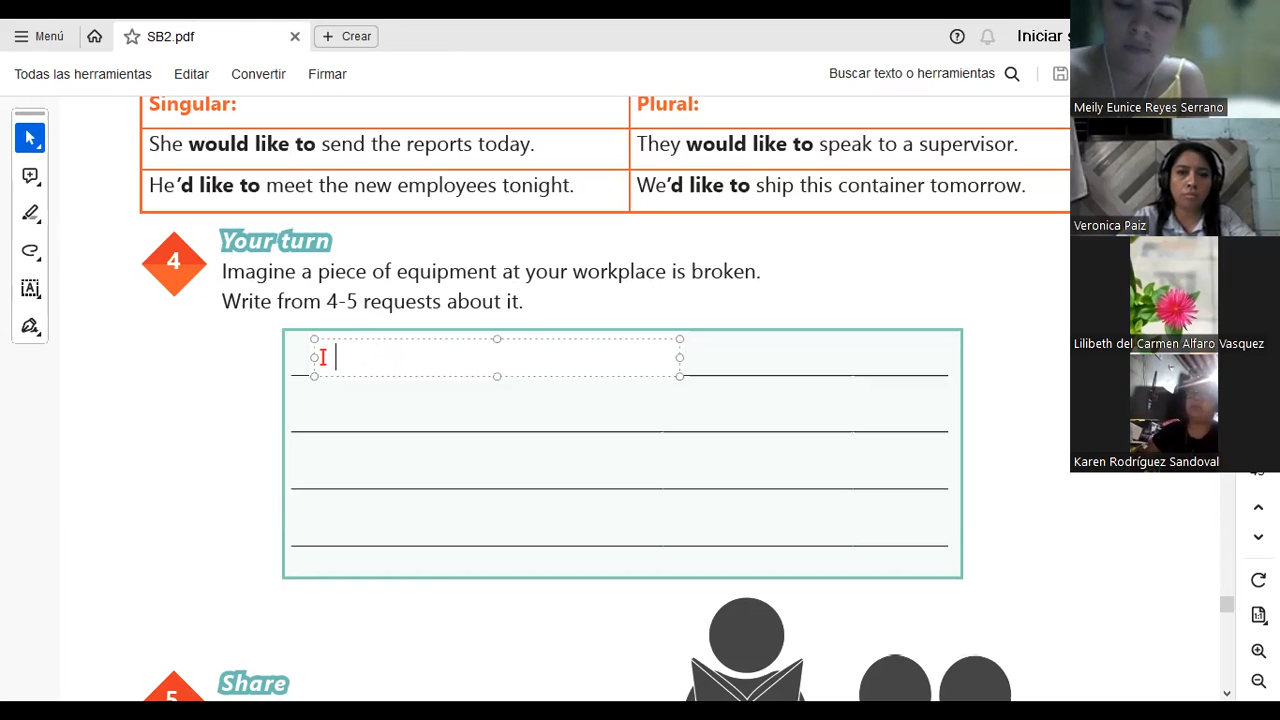 Menú
SB2.pdf
Crear
Iniciar s
Todas las herramientas
Editar
Convertir
Firmar
Buscar texto o herramientas
Singular:
Plural:
She would like to send the reports today.
They would like to speak to a supervisor.
He'd like to meet the new employees tonight.
We'd like to ship this container tomorrow.
4
Your turn
Imagine a piece of equipment at your workplace is broken.
Write from 4-5 requests about it.
I
5
Share
Meily Eunice Reyes Serrano
Veronica Paiz
Lilibeth del Carmen Alfaro Vasquez
Karen Rodríguez Sandoval
1:1